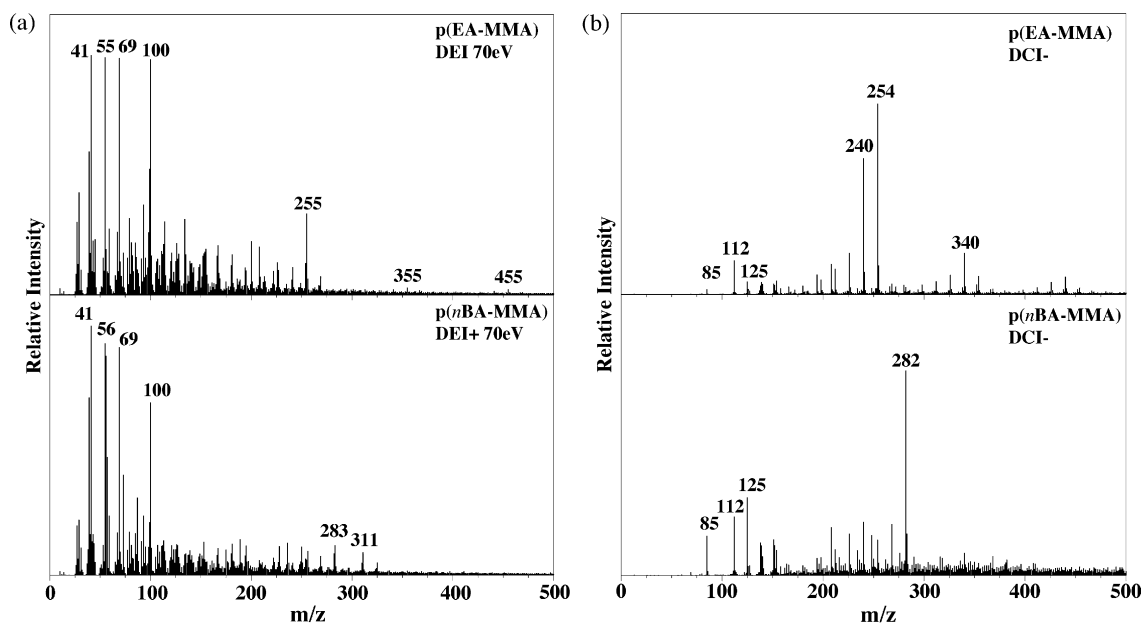 (a)
p(EA-MMA)
DEI 70eV
41
55
69
100
255
355
455
p(nBA-MMA)
DEI+ 70eV
41
56
69
100
283
311
0
100
200
300
400
500
m/z
Relative Intensity
(b)
p(EA-MMA)
DCI-
254
240
112
85
125
340
p(nBA-MMA)
DCI-
282
125
112
85
0
100
200
300
400
500
m/z
Relative Intensity